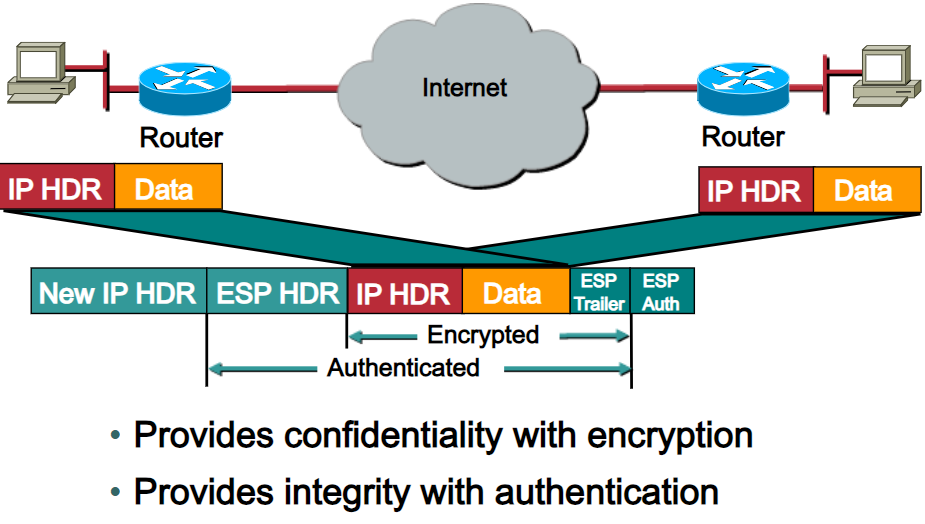 Internet
Router
Router
IP HDR Data
IP HDR Data
New IP HDR ESP HDR IP HDR Data ESP Trailer ESP Auth
Encrypted
Authenticated
• Provides confidentiality with encryption
• Provides integrity with authentication